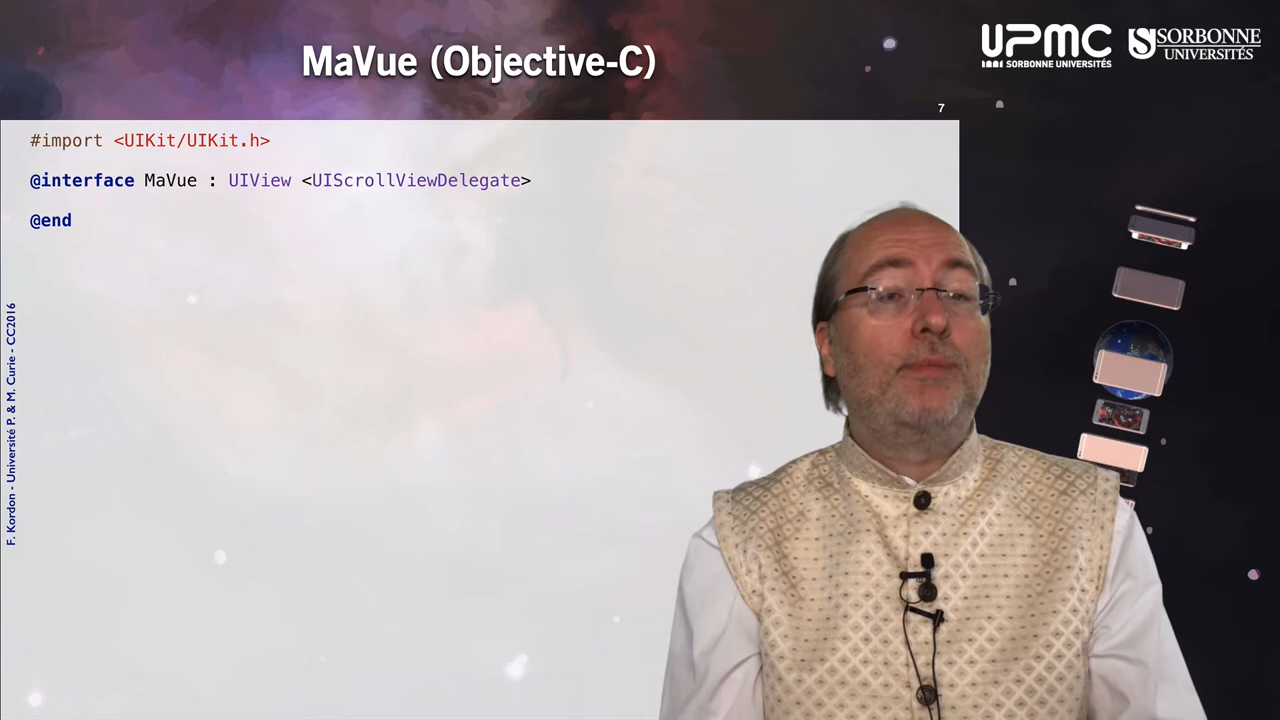 MaVue (Objective-C)
UPMC
SORBONNE UNIVERSITÉS
SORBONNE
UNIVERSITÉS
7
#import <UIKit/UIKit.h>
@interface MaVue : UIView <UIScrollViewDelegate>
@end
F. Kordon - Université P. & M. Curie - CC2016